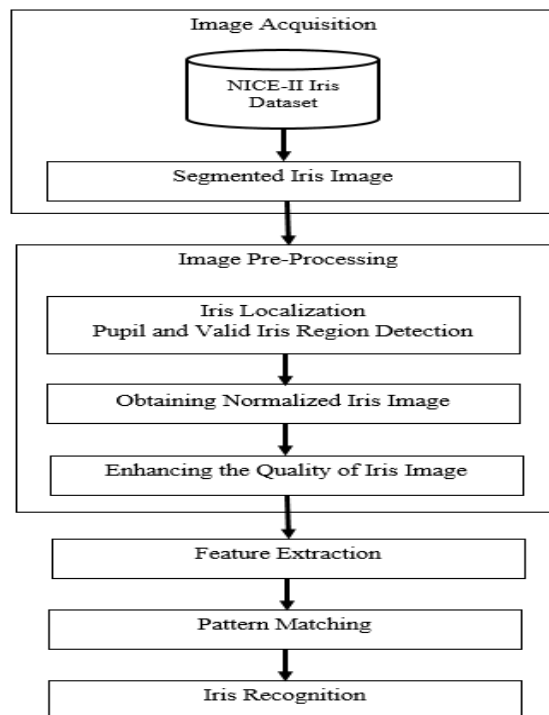 Image Acquisition
NICE-II Iris
Dataset
Segmented Iris Image
Image Pre-Processing
Iris Localization
Pupil and Valid Iris Region Detection
Obtaining Normalized Iris Image
Enhancing the Quality of Iris Image
Feature Extraction
Pattern Matching
Iris Recognition